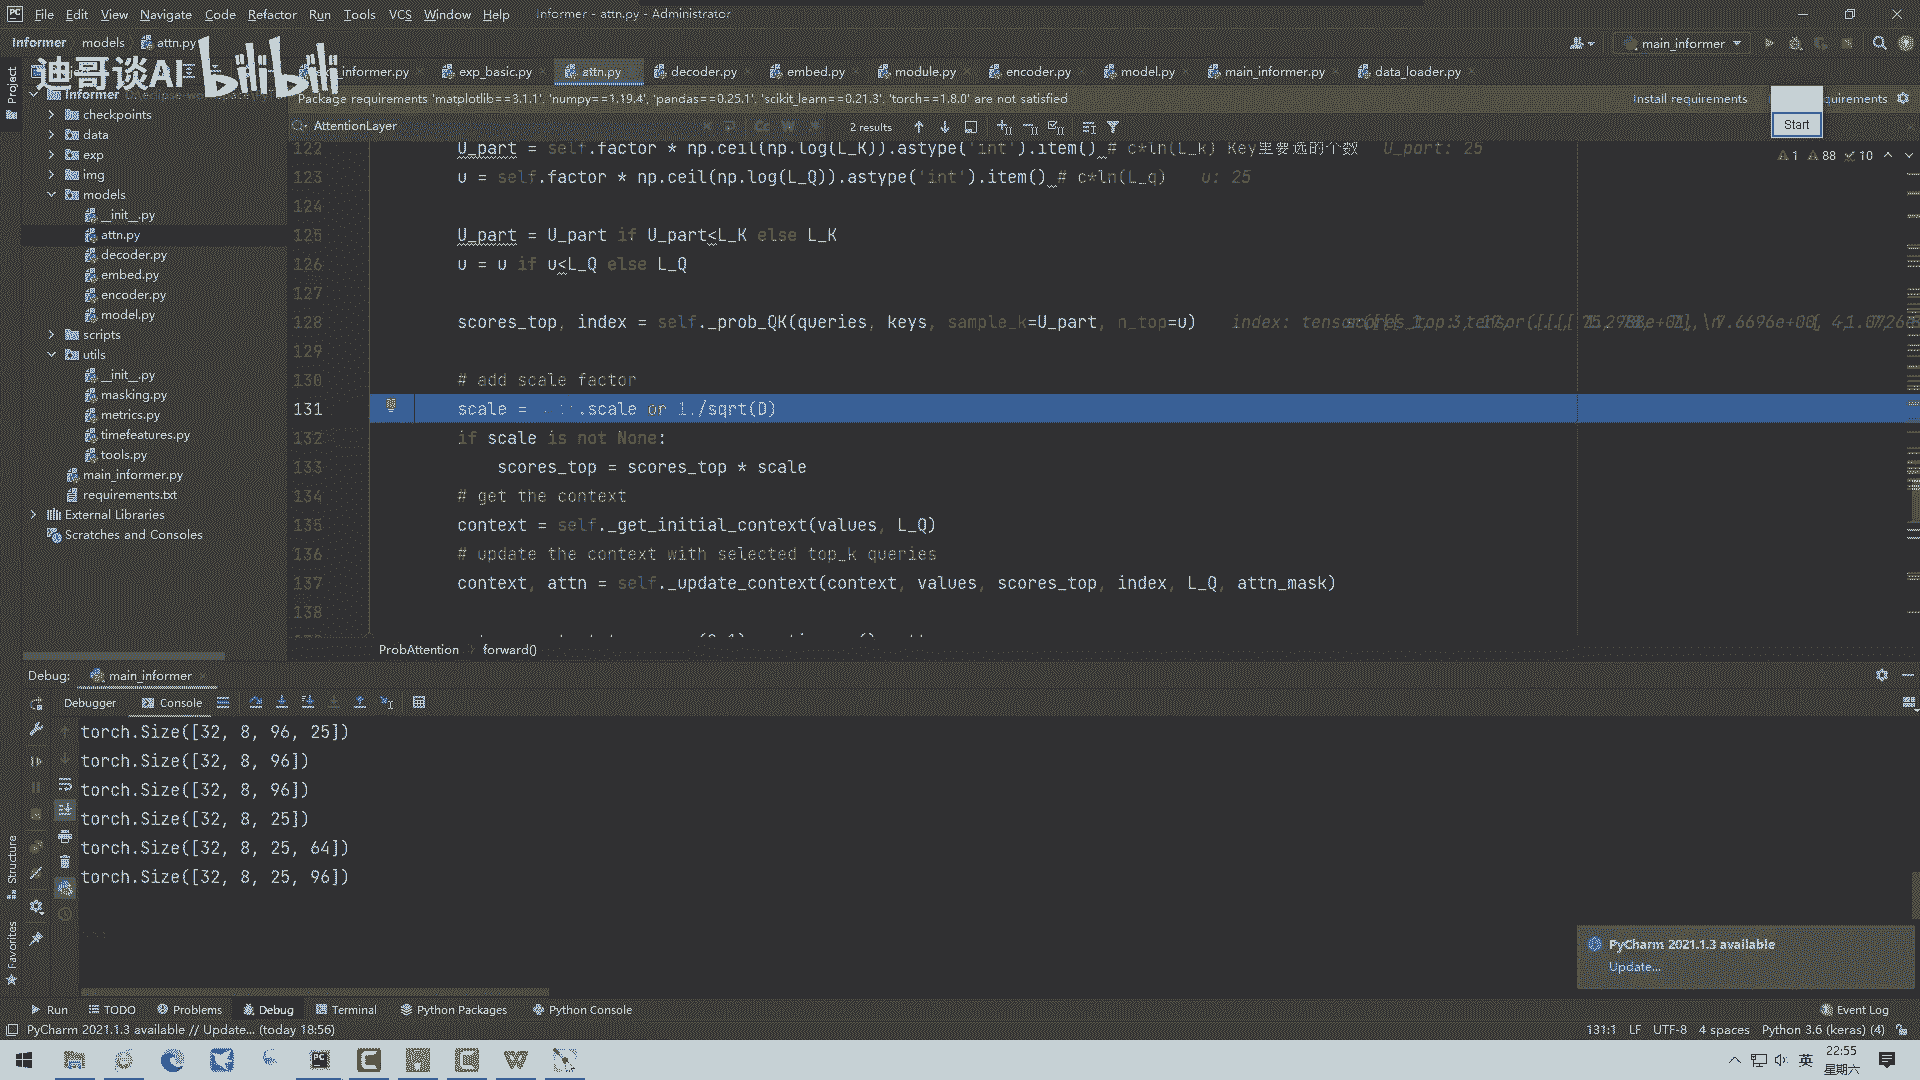 File Edit View Navigate Code Refactor Run Tools VCS Window Help Informer - attn.py - Administrator
Informer models attn.py main_informer
迪哥谈AI bilibili
_informer.py exp_basic.py attn.py decoder.py embed.py module.py encoder.py model.py main_informer.py data_loader.py
Project
Informer
Package requirements 'matplotlib==3.1.1', 'numpy==1.19.4', 'pandas==0.25.1', 'scikit_learn==0.21.3', 'torch==1.8.0' are not satisfied Install requirements
Start
AttentionLayer Cc W 2 results
1 88 10
checkpoints
data
exp
img
models
__init__.py
attn.py
decoder.py
embed.py
encoder.py
model.py
scripts
utils
__init__.py
masking.py
metrics.py
timefeatures.py
tools.py
main_informer.py
requirements.txt
External Libraries
Scratches and Consoles
122 U_part = self.factor * np.ceil(np.log(L_K)).astype('int').item() # c*ln(L_k) Key里要选的个数 U_part: 25
123 u = self.factor * np.ceil(np.log(L_Q)).astype('int').item() # c*ln(L_q) u: 25
124
125 U_part = U_part if U_part<L_K else L_K
126 u = u if u<L_Q else L_Q
127
128 scores_top, index = self._prob_QK(queries, keys, sample_k=U_part, n_top=u) index: tensor
129
130 # add scale factor
131 scale = .scale or 1./sqrt(D)
132 if scale is not None:
133 scores_top = scores_top * scale
134 # get the context
135 context = self._get_initial_context(values, L_Q)
136 # update the context with selected top_k queries
137 context, attn = self._update_context(context, values, scores_top, index, L_Q, attn_mask)
138
ProbAttention forward()
Debug: main_informer
Debugger Console
torch.Size([32, 8, 96, 25])
torch.Size([32, 8, 96])
torch.Size([32, 8, 96])
torch.Size([32, 8, 25])
torch.Size([32, 8, 25, 64])
torch.Size([32, 8, 25, 96])
Structure
Favorites
PyCharm 2021.1.3 available
Update...
Run TODO Problems Debug Terminal Python Packages Python Console Event Log
PyCharm 2021.1.3 available // Update... (today 18:56) 131:1 LF UTF-8 4 spaces Python 3.6 (keras) (4)
英 22:55
星期六